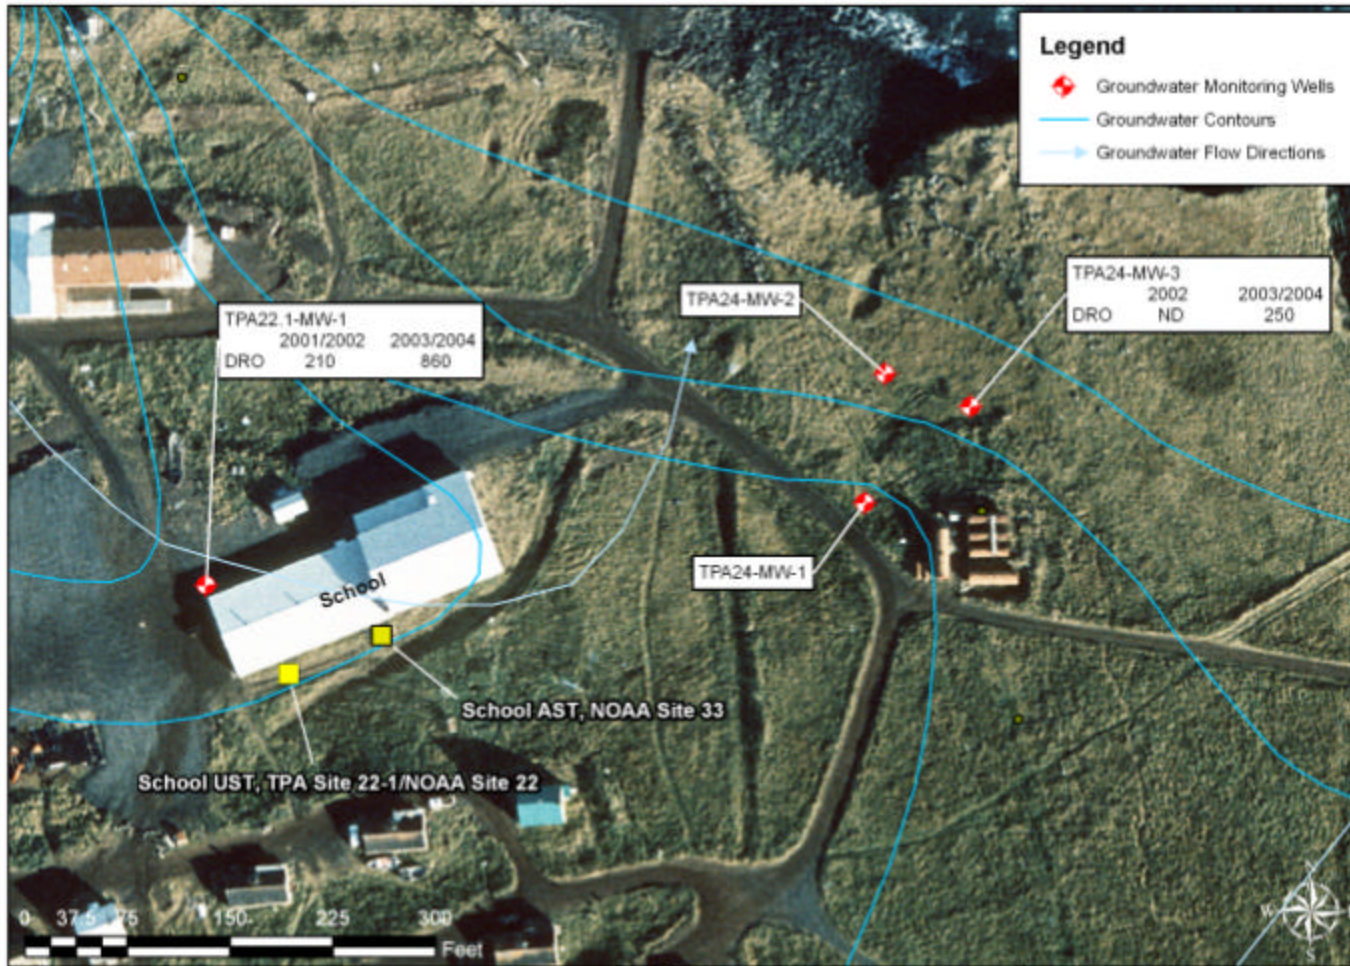 Legend
Groundwater Monitoring Wells
Groundwater Contours
Groundwater Flow Directions
TPA24-MW-3
2002 2003/2004
DRO ND 250
TPA24-MW-2
TPA22.1-MW-1
2001/2002 2003/2004
DRO 210 860
TPA24-MW-1
School
School AST, NOAA Site 33
School UST, TPA Site 22-1/NOAA Site 22
0 37.5 75 150 225 300
Feet
N
W
S